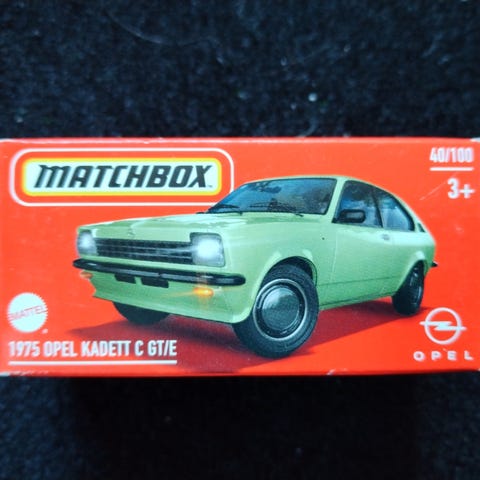 MATCHBOX
40/100
3+
MATTEL
1975 OPEL KADETT C GT/E
OPEL